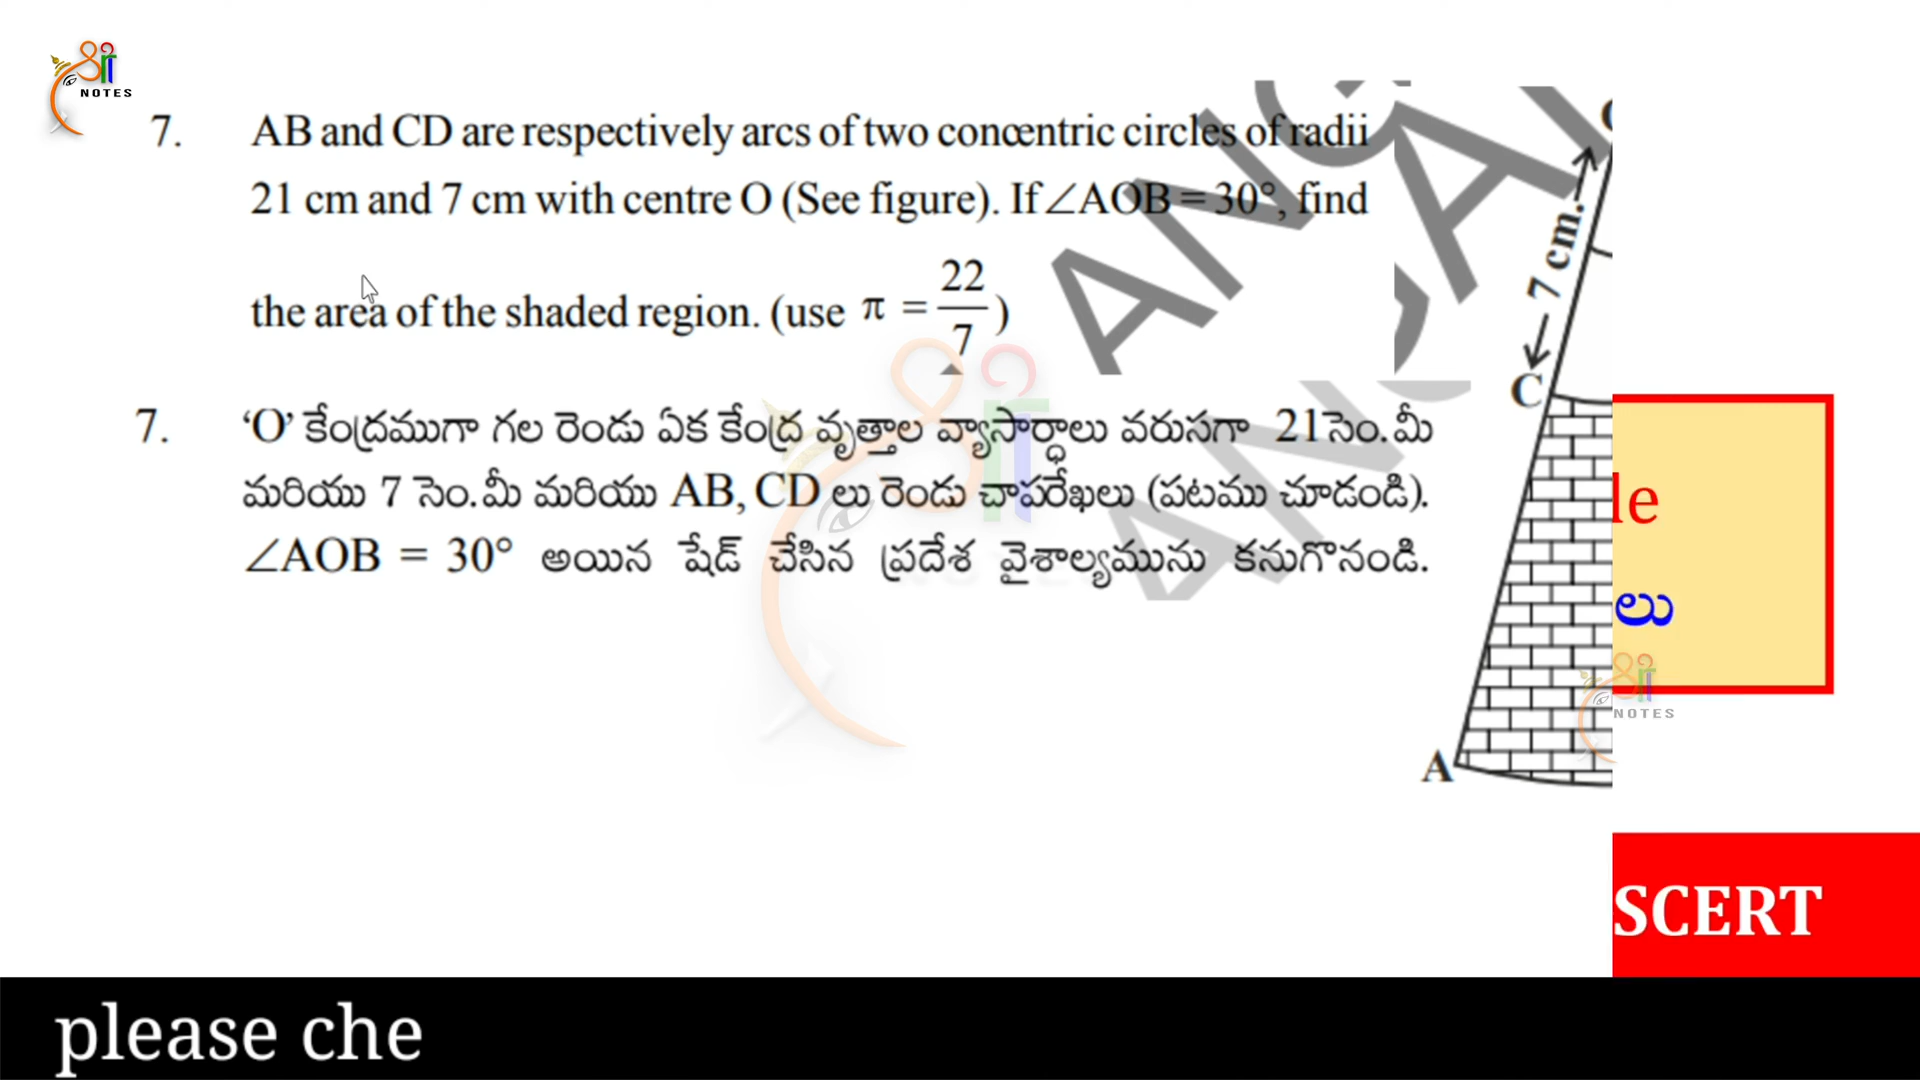 శ్రీ
NOTES
7. AB and CD are respectively arcs of two concentric circles of radii
21 cm and 7 cm with centre O (See figure). If ∠AOB = 30°, find
the area of the shaded region. (use π = 22/7)
7 cm.
C
7. ‘O’ కేంద్రముగా గల రెండు ఏక కేంద్ర వృత్తాల వ్యాసార్ధాలు వరుసగా 21సెం.మీ
మరియు 7 సెం.మీ మరియు AB, CD లు రెండు చాపరేఖలు (పటము చూడండి).
∠AOB = 30° అయిన షేడ్ చేసిన ప్రదేశ వైశాల్యమును కనుగొనండి.
le
లు
NOTES
A
SCERT
please che